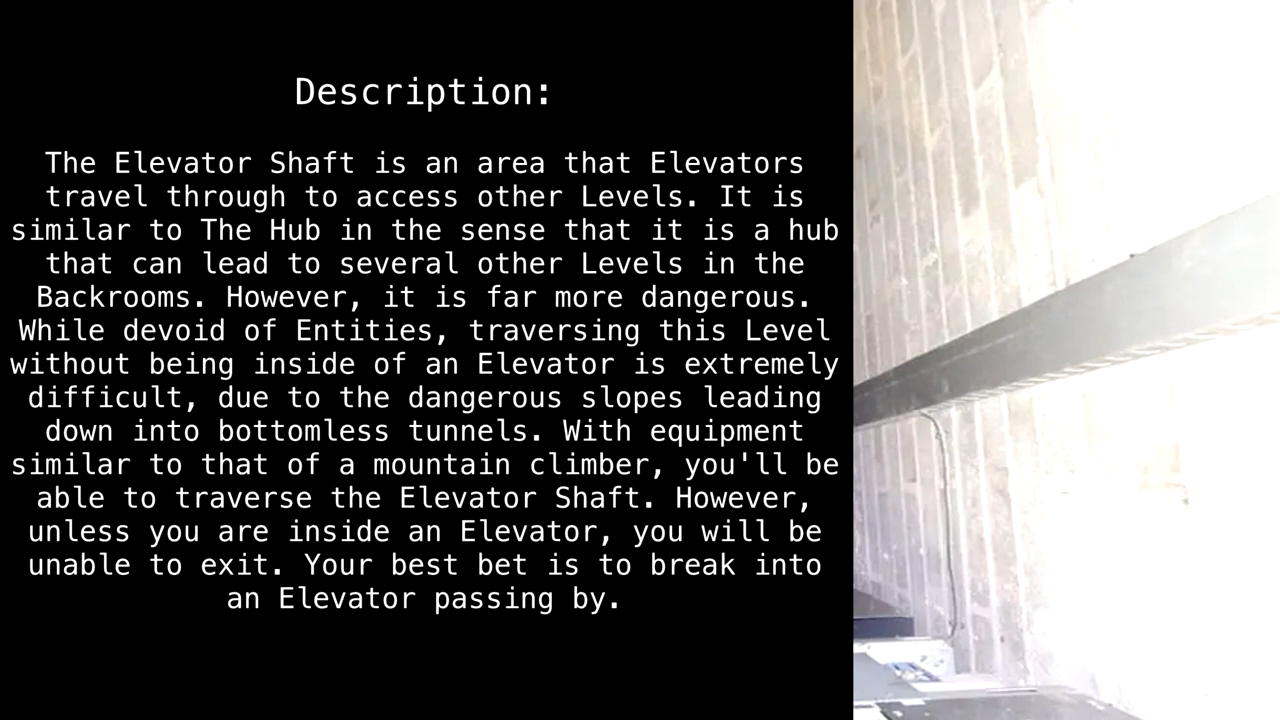 Description:
The Elevator Shaft is an area that Elevators
travel through to access other Levels. It is
similar to The Hub in the sense that it is a hub
that can lead to several other Levels in the
Backrooms. However, it is far more dangerous.
While devoid of Entities, traversing this Level
without being inside of an Elevator is extremely
difficult, due to the dangerous slopes leading
down into bottomless tunnels. With equipment
similar to that of a mountain climber, you'll be
able to traverse the Elevator Shaft. However,
unless you are inside an Elevator, you will be
unable to exit. Your best bet is to break into
an Elevator passing by.